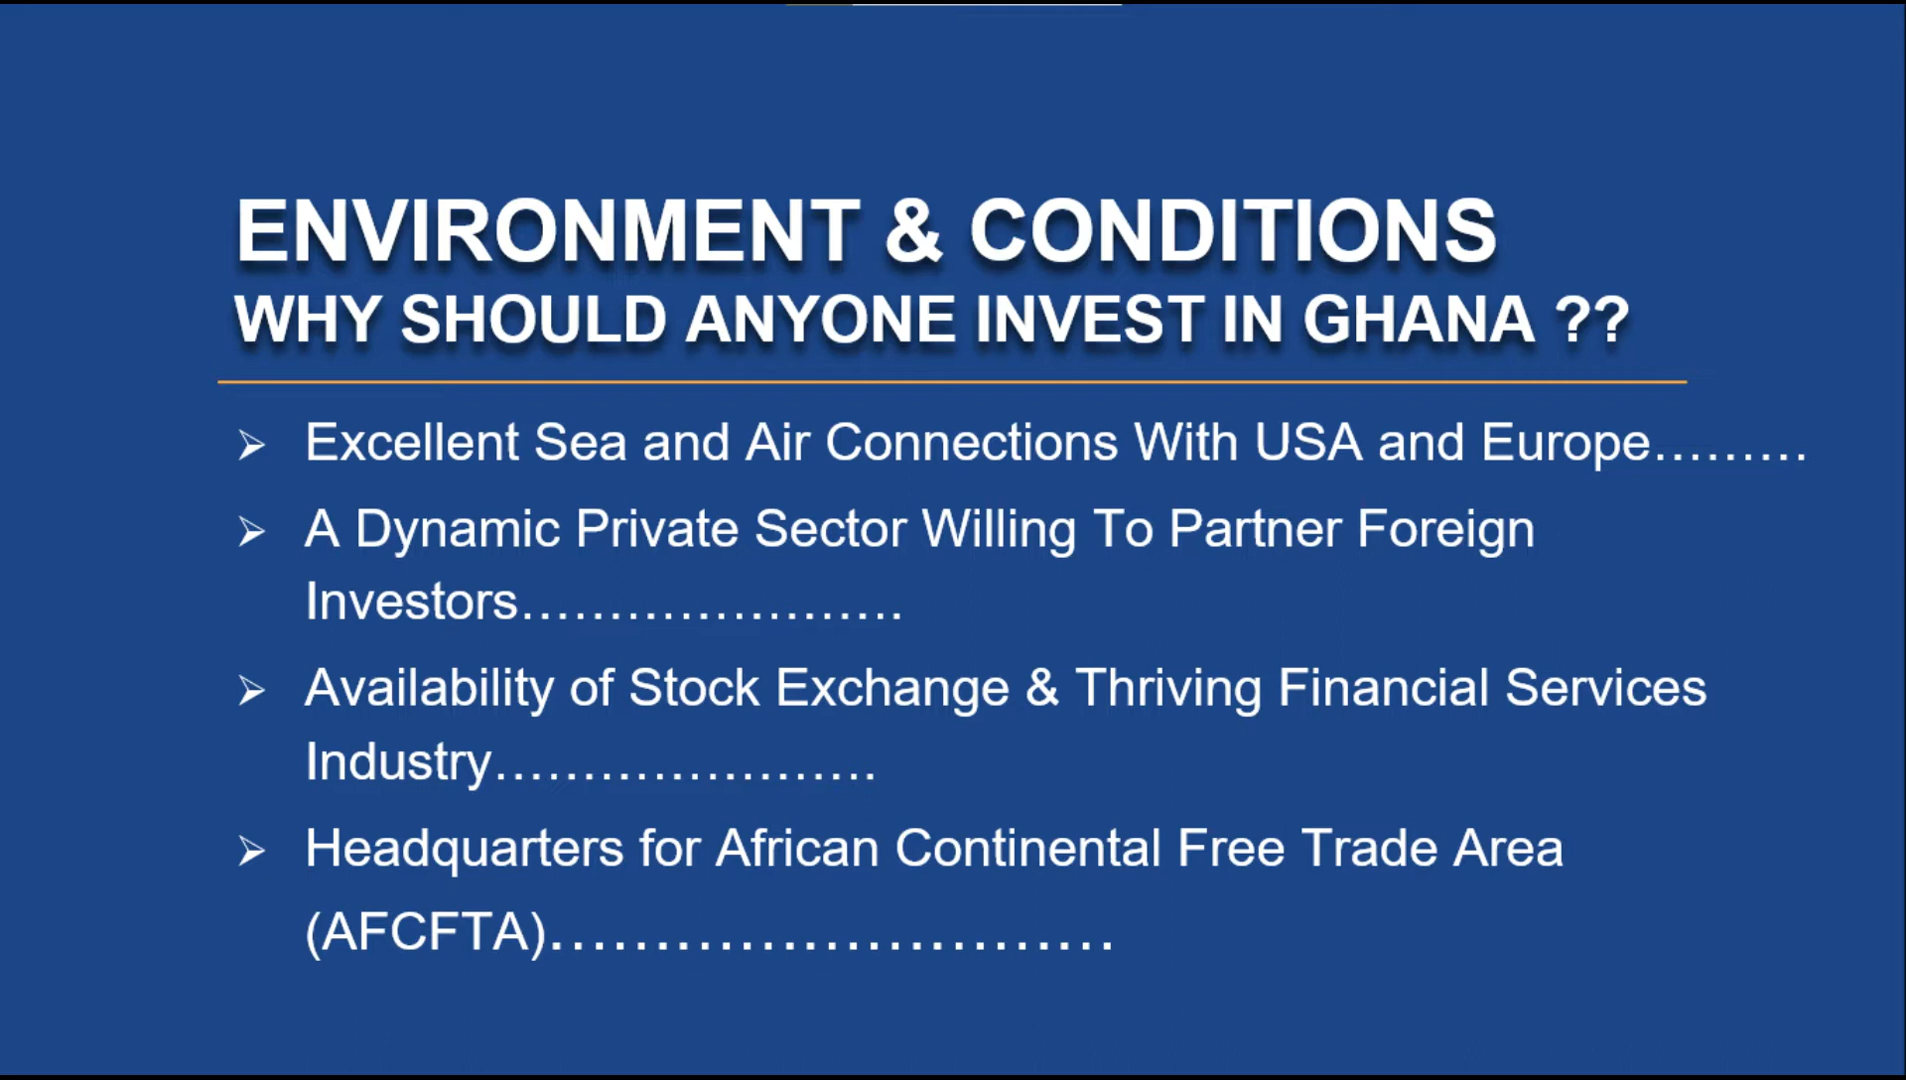 ENVIRONMENT & CONDITIONS
WHY SHOULD ANYONE INVEST IN GHANA ??
➢ Excellent Sea and Air Connections With USA and Europe………
➢ A Dynamic Private Sector Willing To Partner Foreign
Investors………………….
➢ Availability of Stock Exchange & Thriving Financial Services
Industry………………….
➢ Headquarters for African Continental Free Trade Area
(AFCFTA)…………………………